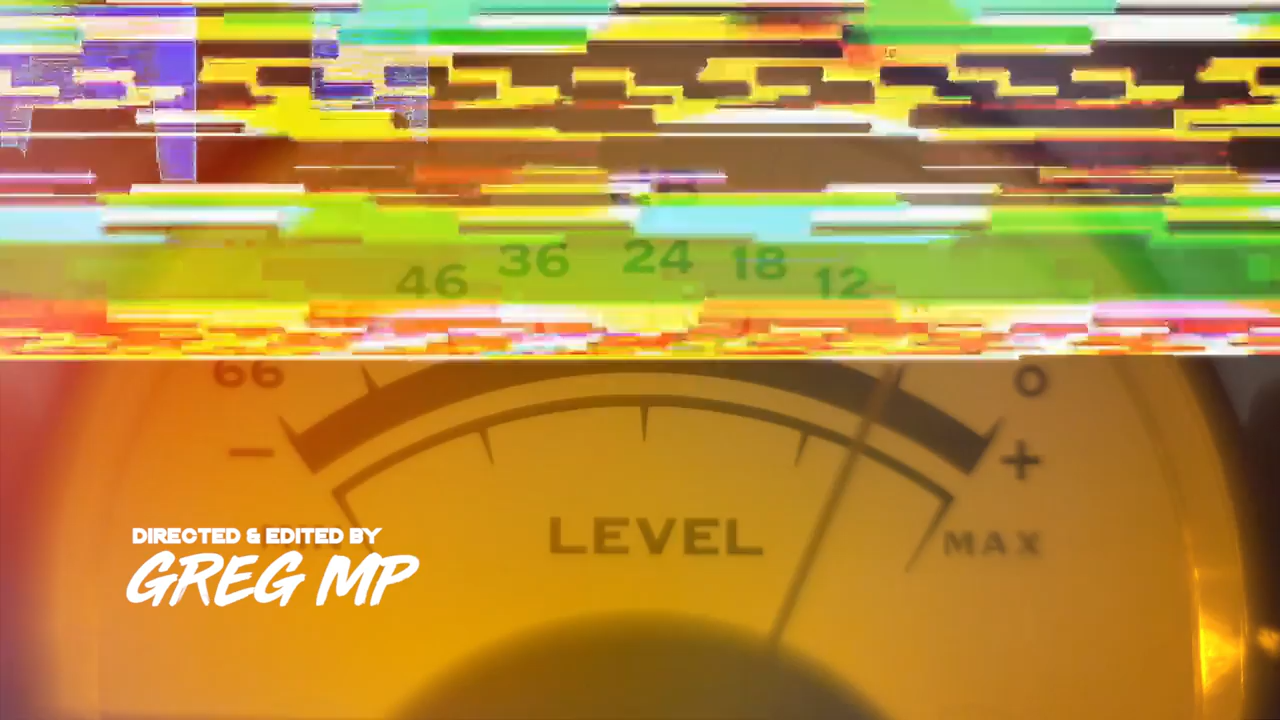 46 36 24 18 12
66 0
− +
LEVEL
MAX
DIRECTED & EDITED BY
GREG MP